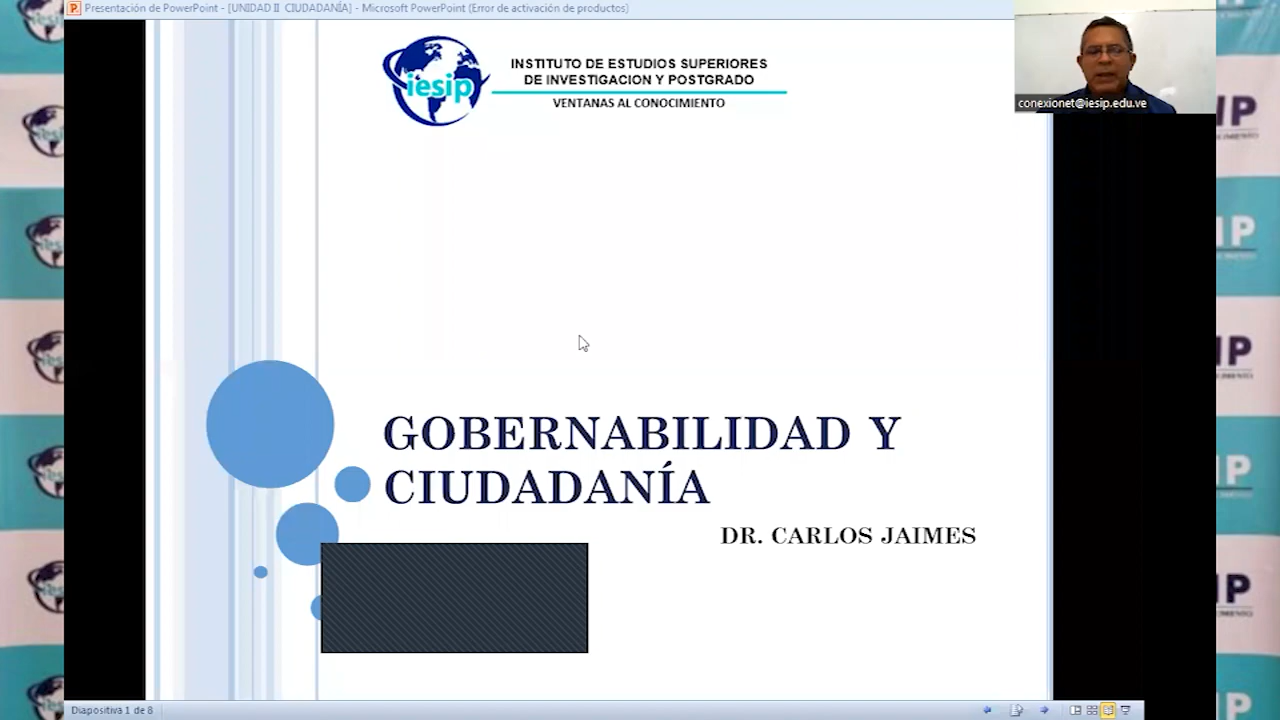 Presentación de PowerPoint - [UNIDAD II CIUDADANÍA] - Microsoft PowerPoint (Error de activación de productos)
iesip
INSTITUTO DE ESTUDIOS SUPERIORES
DE INVESTIGACION Y POSTGRADO
VENTANAS AL CONOCIMIENTO
conexionet@iesip.edu.ve
GOBERNABILIDAD Y
CIUDADANÍA
DR. CARLOS JAIMES
Diapositiva 1 de 8